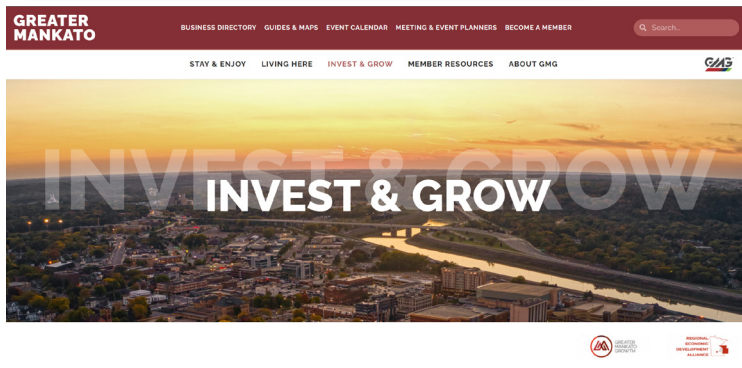 GREATER
MANKATO
BUSINESS DIRECTORY GUIDES & MAPS EVENT CALENDAR MEETING & EVENT PLANNERS BECOME A MEMBER
Search...
STAY & ENJOY LIVING HERE INVEST & GROW MEMBER RESOURCES ABOUT GMG
GMG
INVEST & GROW
INVEST & GROW
GREATER
MANKATO
GROWTH
REGIONAL
ECONOMIC
DEVELOPMENT
ALLIANCE